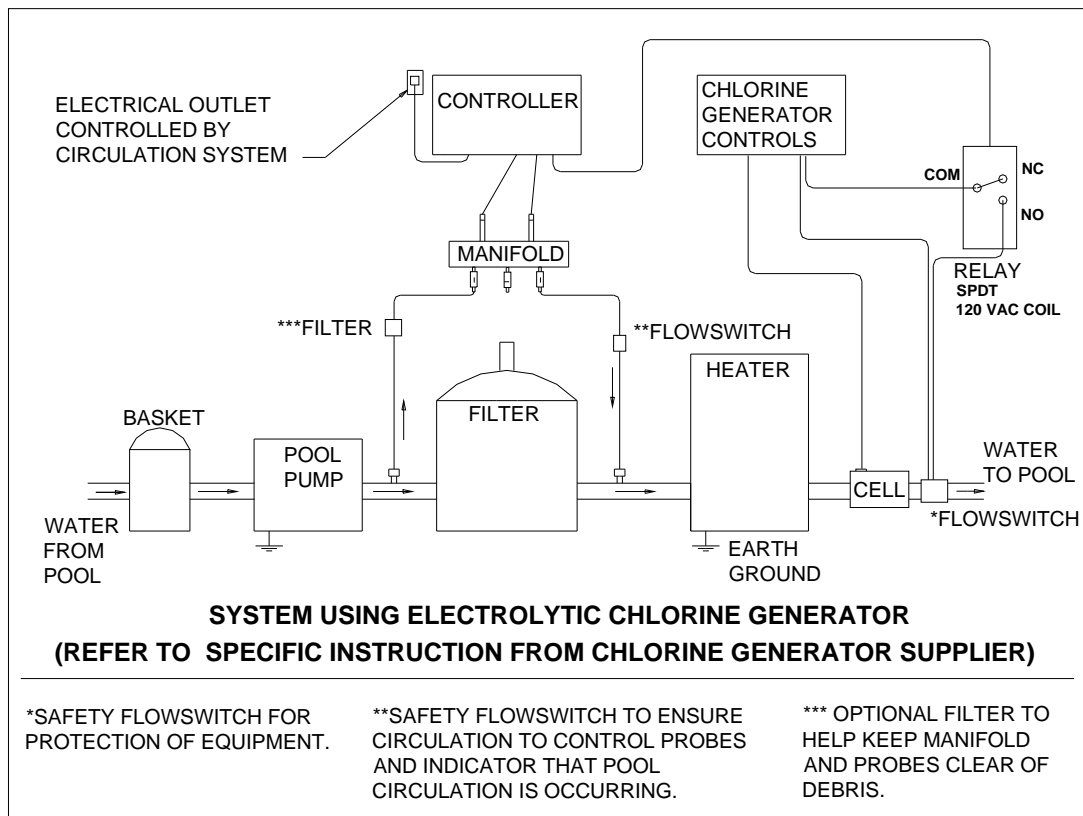 ELECTRICAL OUTLET
CONTROLLED BY
CIRCULATION SYSTEM
CONTROLLER
CHLORINE
GENERATOR
CONTROLS
COM
NC
NO
RELAY
SPDT
120 VAC COIL
MANIFOLD
***FILTER
**FLOWSWITCH
BASKET
POOL
PUMP
FILTER
HEATER
CELL
WATER
TO POOL
*FLOWSWITCH
WATER
FROM
POOL
EARTH
GROUND
SYSTEM USING ELECTROLYTIC CHLORINE GENERATOR
(REFER TO SPECIFIC INSTRUCTION FROM CHLORINE GENERATOR SUPPLIER)
*SAFETY FLOWSWITCH FOR
PROTECTION OF EQUIPMENT.
**SAFETY FLOWSWITCH TO ENSURE
CIRCULATION TO CONTROL PROBES
AND INDICATOR THAT POOL
CIRCULATION IS OCCURRING.
*** OPTIONAL FILTER TO
HELP KEEP MANIFOLD
AND PROBES CLEAR OF
DEBRIS.